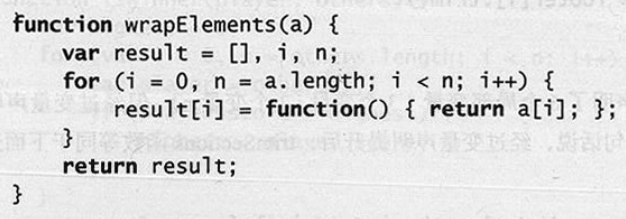 function wrapElements(a) {
    var result = [], i, n;
    for (i = 0, n = a.length; i < n; i++) {
        result[i] = function() { return a[i]; };
    }
    return result;
}